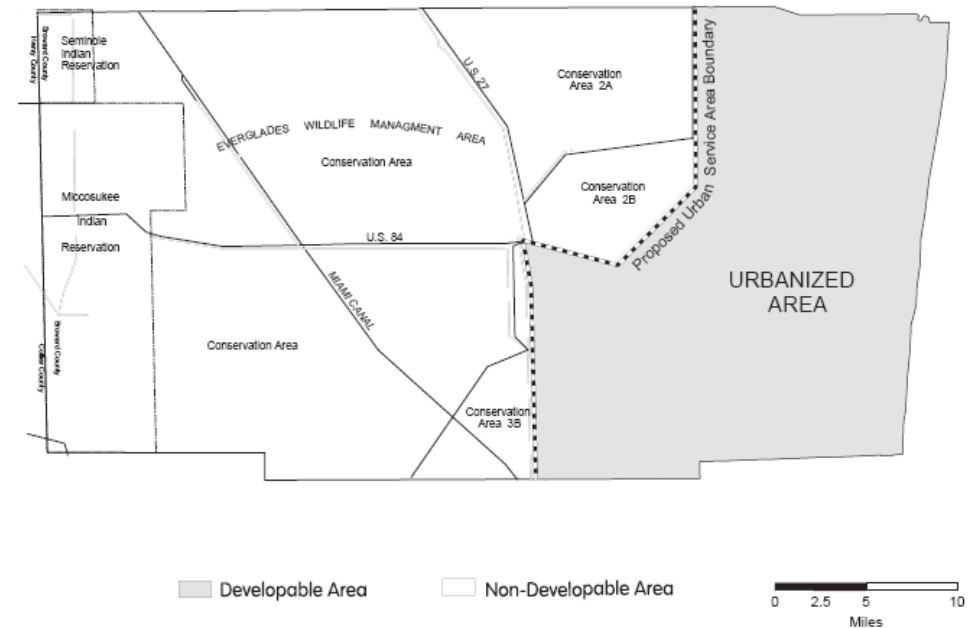 Broward County
Henry County
Seminole
Indian
Reservation
U.S. 27
Conservation
Area 2A
Proposed Urban Service Area Boundary
EVERGLADES WILDLIFE MANAGMENT AREA
Conservation Area
Miccosukee
Indian
Reservation
Conservation
Area 2B
U.S. 84
MIAMI CANAL
URBANIZED
AREA
Broward County
Collier County
Conservation Area
Conservation
Area 3B
Developable Area
Non-Developable Area
0 2.5 5 10
Miles